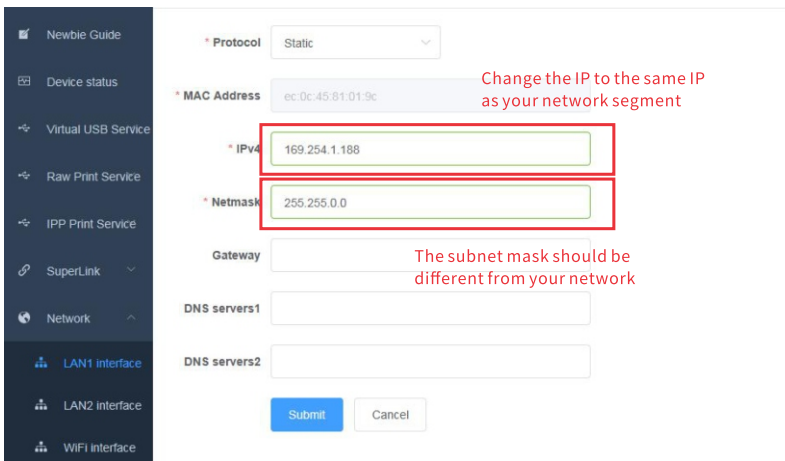 Newbie Guide
Device status
Virtual USB Service
Raw Print Service
IPP Print Service
SuperLink
Network
LAN1 interface
LAN2 interface
WiFi interface
* Protocol
Static
* MAC Address
ec:0c:45:81:01:9c
Change the IP to the same IP
as your network segment
* IPv4
169.254.1.188
* Netmask
255.255.0.0
Gateway
The subnet mask should be
different from your network
DNS servers1
DNS servers2
Submit
Cancel